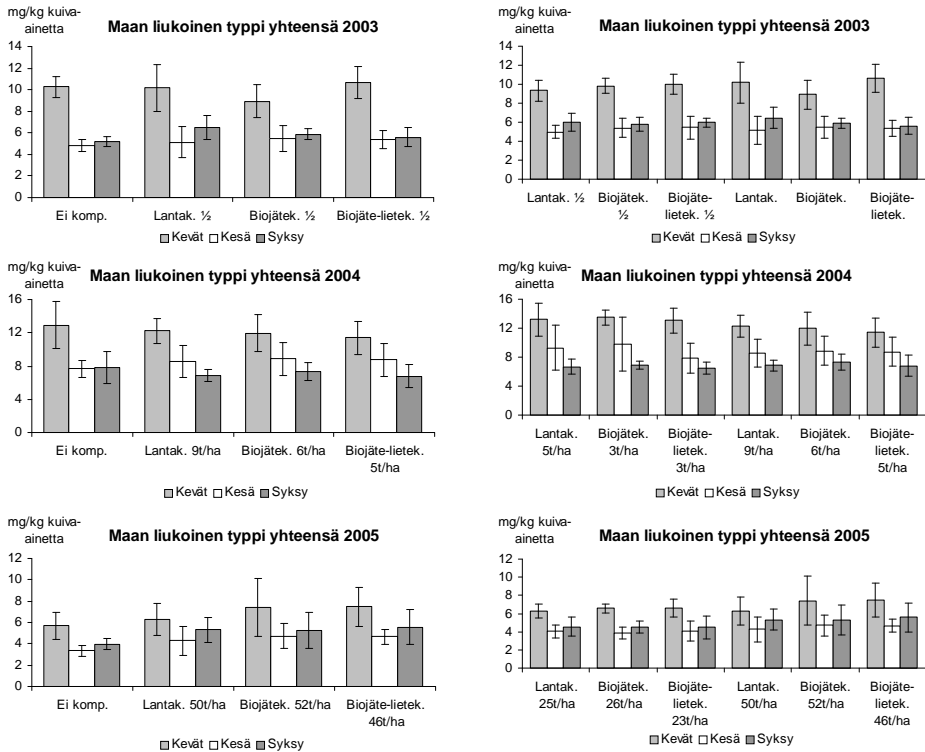 mg/kg kuiva-
ainetta
Maan liukoinen typpi yhteensä 2003
14
12
10
8
6
4
2
0
Ei komp.
Lantak. ½
Biojätek. ½
Biojäte-lietek. ½
Kevät Kesä Syksy
mg/kg kuiva-
ainetta
Maan liukoinen typpi yhteensä 2003
14
12
10
8
6
4
2
0
Lantak. ½
Biojätek. ½
Biojäte-lietek. ½
Lantak.
Biojätek.
Biojäte-lietek.
Kevät Kesä Syksy
mg/kg kuiva-
ainetta
Maan liukoinen typpi yhteensä 2004
16
12
8
4
0
Ei komp.
Lantak. 9t/ha
Biojätek. 6t/ha
Biojäte-lietek. 5t/ha
Kevät Kesä Syksy
mg/kg kuiva-
ainetta
Maan liukoinen typpi yhteensä 2004
16
12
8
4
0
Lantak. 5t/ha
Biojätek. 3t/ha
Biojäte-lietek. 3t/ha
Lantak. 9t/ha
Biojätek. 6t/ha
Biojäte-lietek. 5t/ha
Kevät Kesä Syksy
mg/kg kuiva-
ainetta
Maan liukoinen typpi yhteensä 2005
12
10
8
6
4
2
0
Ei komp.
Lantak. 50t/ha
Biojätek. 52t/ha
Biojäte-lietek. 46t/ha
Kevät Kesä Syksy
mg/kg kuiva-
ainetta
Maan liukoinen typpi yhteensä 2005
12
10
8
6
4
2
0
Lantak. 25t/ha
Biojätek. 26t/ha
Biojäte-lietek. 23t/ha
Lantak. 50t/ha
Biojätek. 52t/ha
Biojäte-lietek. 46t/ha
Kevät Kesä Syksy